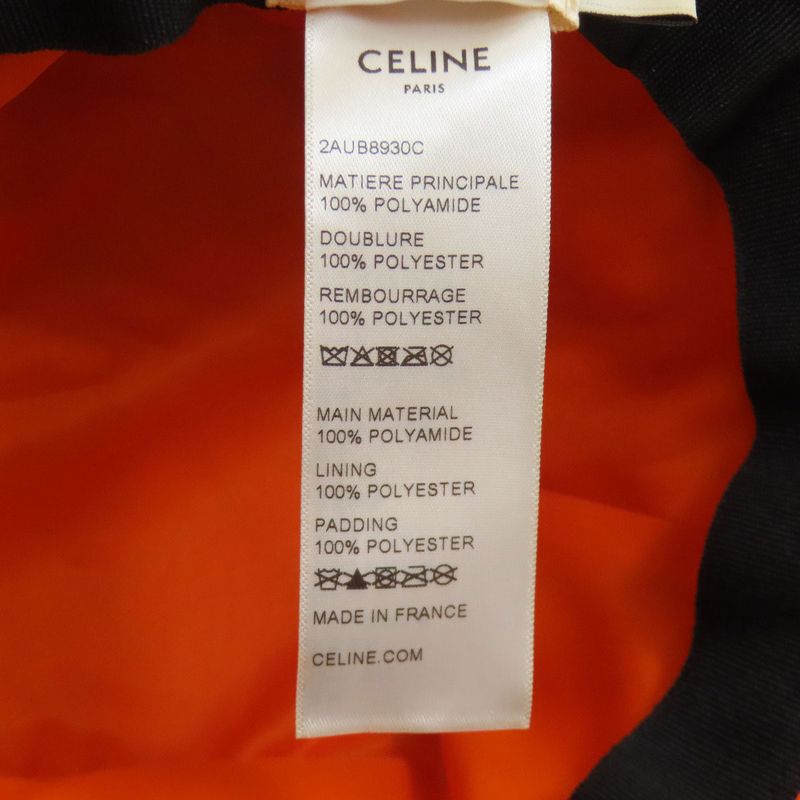 CELINE
PARIS
2AUB8930C
MATIERE PRINCIPALE
100% POLYAMIDE
DOUBLURE
100% POLYESTER
REMBOURRAGE
100% POLYESTER
MAIN MATERIAL
100% POLYAMIDE
LINING
100% POLYESTER
PADDING
100% POLYESTER
MADE IN FRANCE
CELINE.COM